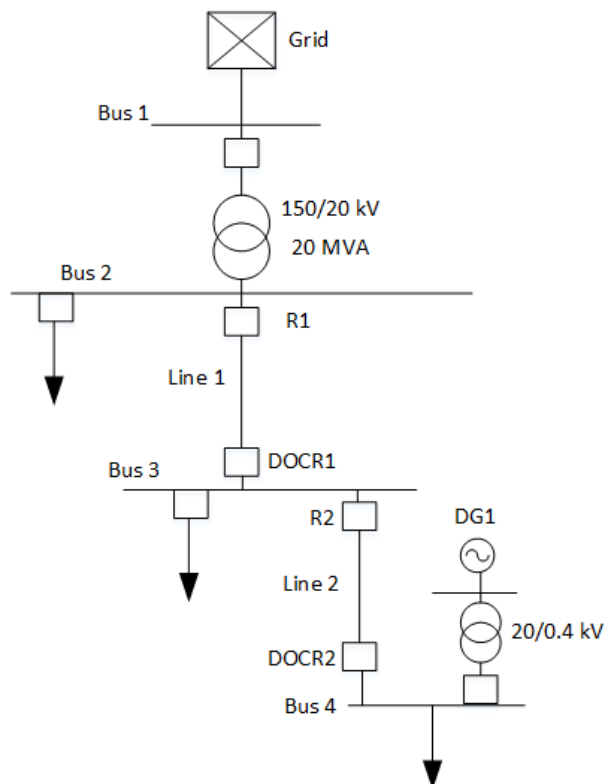 Grid
Bus 1
150/20 kV
20 MVA
Bus 2
R1
Line 1
DOCR1
Bus 3
R2
DG1
Line 2
20/0.4 kV
DOCR2
Bus 4